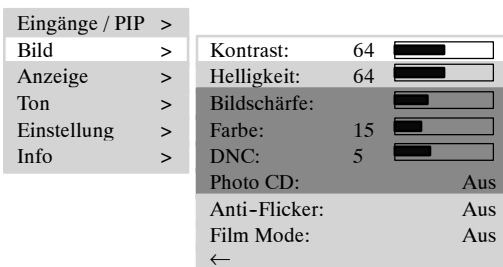 Eingänge / PIP >
Bild >
Anzeige >
Ton >
Einstellung >
Info >
Kontrast: 64
Helligkeit: 64
Bildschärfe:
Farbe: 15
DNC: 5
Photo CD: Aus
Anti-Flicker: Aus
Film Mode: Aus
←